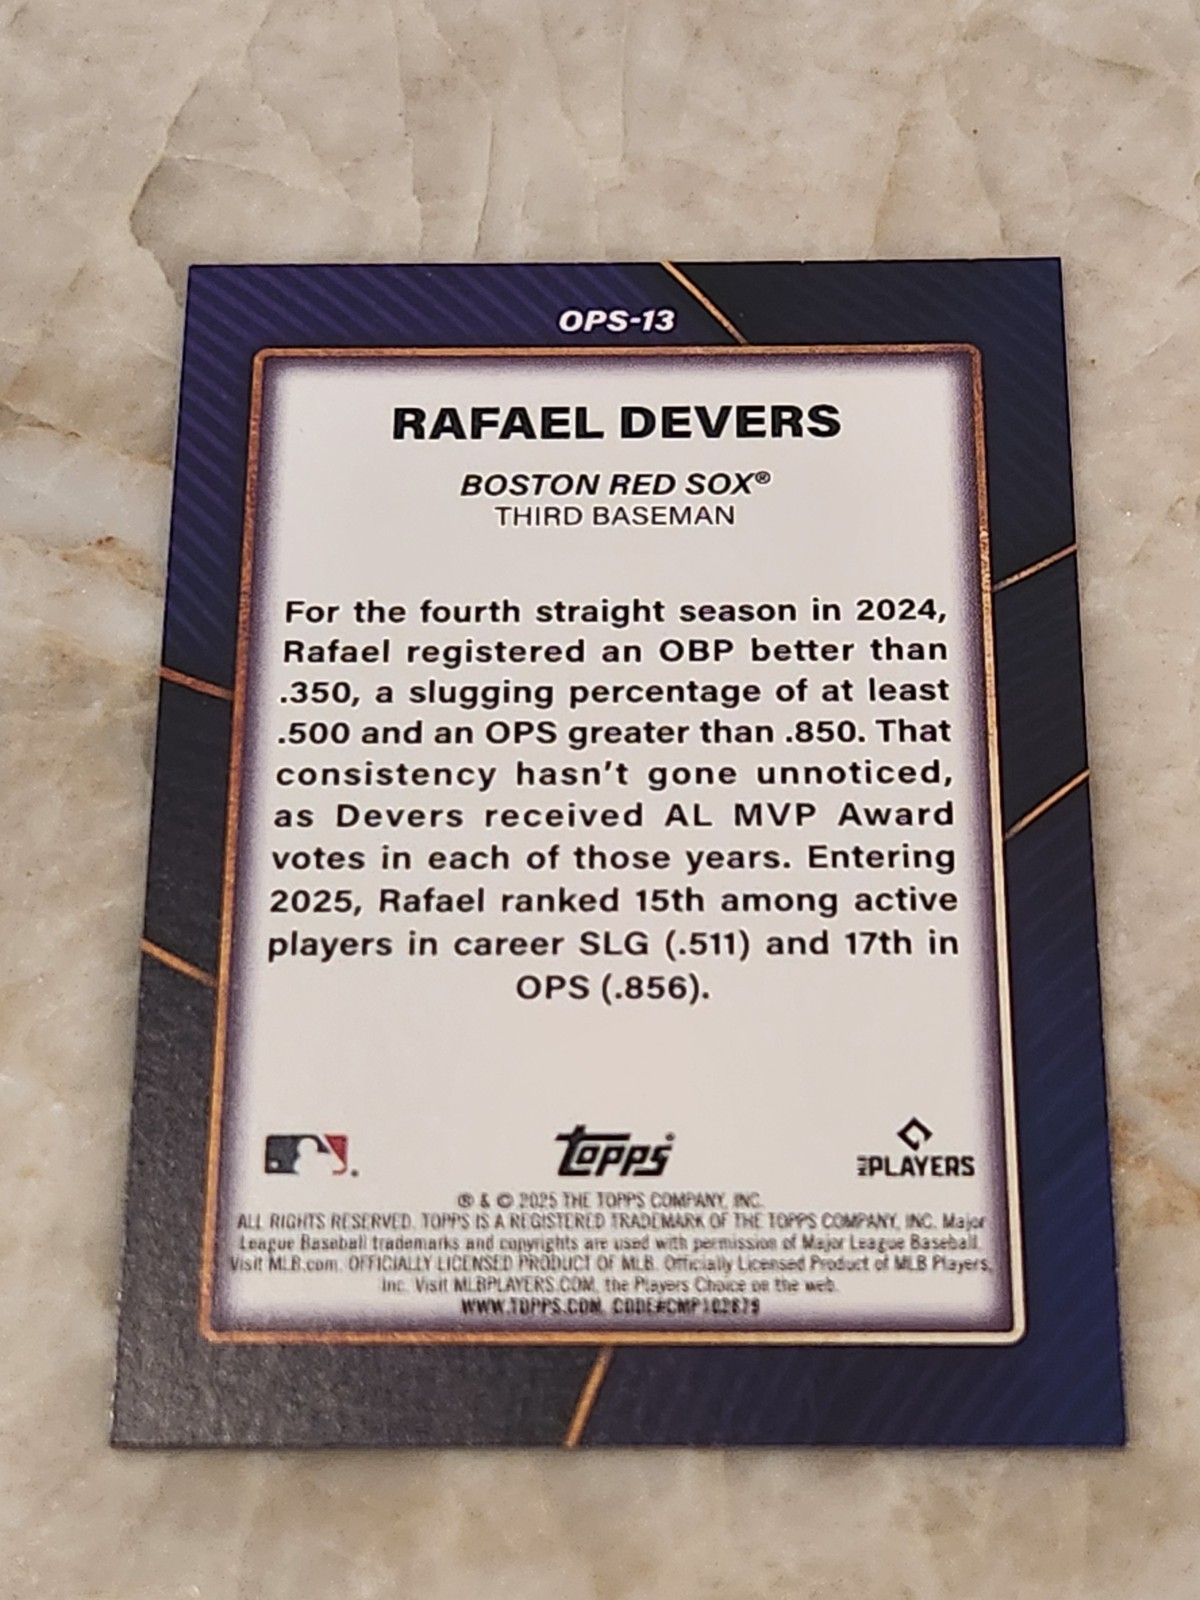 OPS-13
RAFAEL DEVERS
BOSTON RED SOX®
THIRD BASEMAN
For the fourth straight season in 2024,
Rafael registered an OBP better than
.350, a slugging percentage of at least
.500 and an OPS greater than .850. That
consistency hasn't gone unnoticed,
as Devers received AL MVP Award
votes in each of those years. Entering
2025, Rafael ranked 15th among active
players in career SLG (.511) and 17th in
OPS (.856).
topps
MLB PLAYERS
® & © 2025 THE TOPPS COMPANY, INC.
ALL RIGHTS RESERVED. TOPPS IS A REGISTERED TRADEMARK OF THE TOPPS COMPANY, INC. Major
League Baseball trademarks and copyrights are used with permission of Major League Baseball.
Visit MLB.com. OFFICIALLY LICENSED PRODUCT OF MLB. Officially Licensed Product of MLB Players,
Inc. Visit MLBPLAYERS.COM, the Players Choice on the web.
WWW.TOPPS.COM. CODE#CMP102879